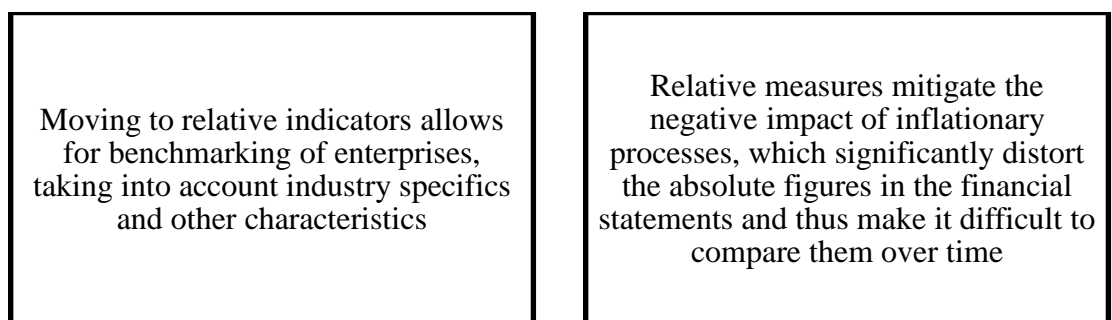 Moving to relative indicators allows
for benchmarking of enterprises,
taking into account industry specifics
and other characteristics
Relative measures mitigate the
negative impact of inflationary
processes, which significantly distort
the absolute figures in the financial
statements and thus make it difficult to
compare them over time